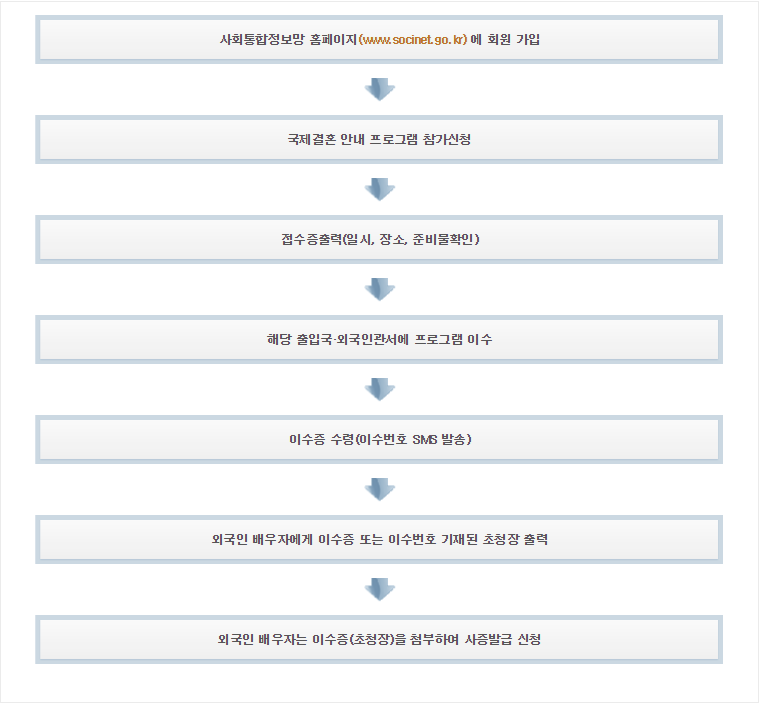 사회통합정보망 홈페이지(www.socinet.go.kr)에 회원 가입
국제결혼 안내 프로그램 참가신청
접수증출력(일시, 장소, 준비물확인)
해당 출입국·외국인관서에 프로그램 이수
이수증 수령(이수번호 SMS 발송)
외국인 배우자에게 이수증 또는 이수번호 기재된 초청장 출력
외국인 배우자는 이수증(초청장)을 첨부하여 사증발급 신청